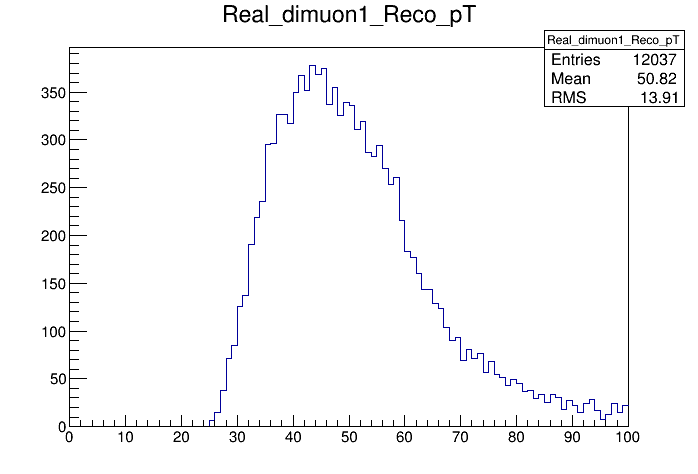 Real_dimuon1_Reco_pT
Real_dimuon1_Reco_pT
Entries 12037
Mean 50.82
RMS 13.91
350
300
250
200
150
100
50
0
0 10 20 30 40 50 60 70 80 90 100